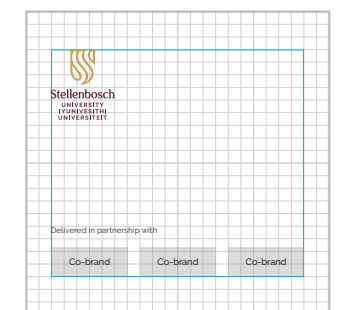 Stellenbosch
UNIVERSITY
IYUNIVESITHI
UNIVERSITEIT
Delivered in partnership with
Co-brand
Co-brand
Co-brand